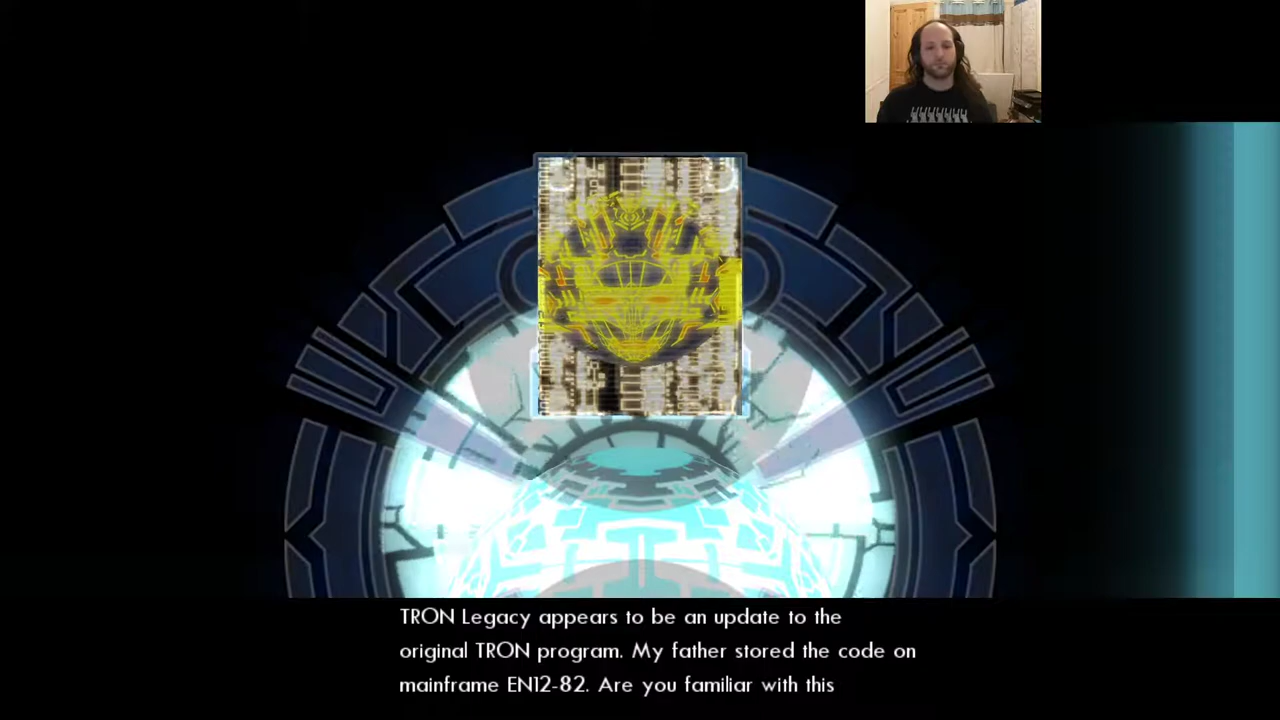 TRON Legacy appears to be an update to the
original TRON program. My father stored the code on
mainframe EN12-82. Are you familiar with this